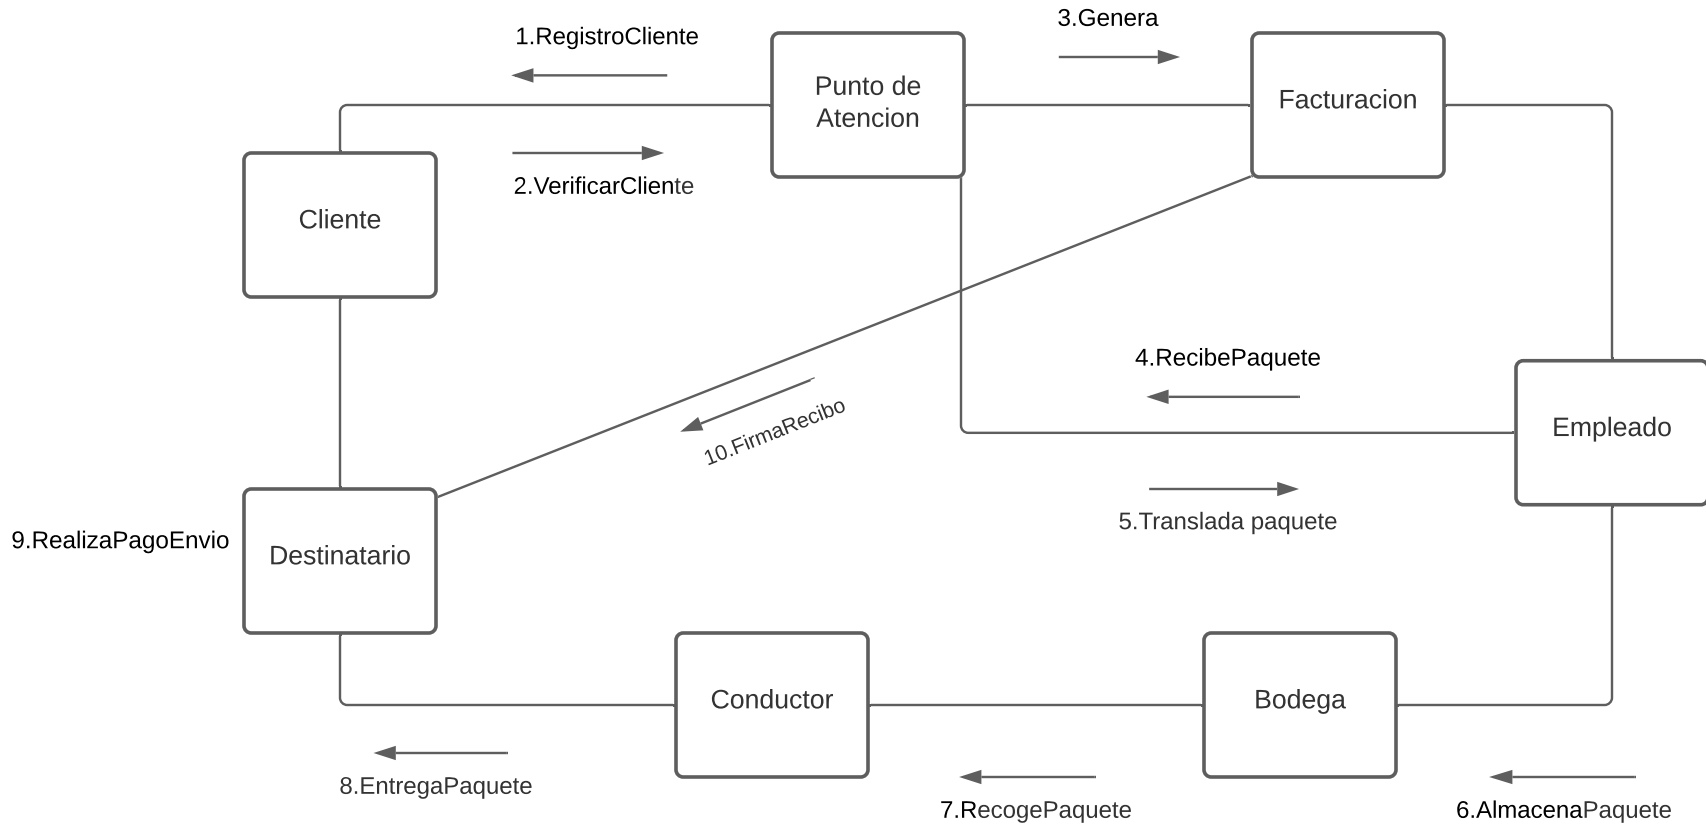 3.Genera
1.RegistroCliente
Punto de
Atencion
Facturacion
2.VerificarCliente
Cliente
4.RecibePaquete
10.FirmaRecibo
Empleado
5.Translada paquete
9.RealizaPagoEnvio
Destinatario
Conductor
Bodega
8.EntregaPaquete
7.RecogePaquete
6.AlmacenaPaquete